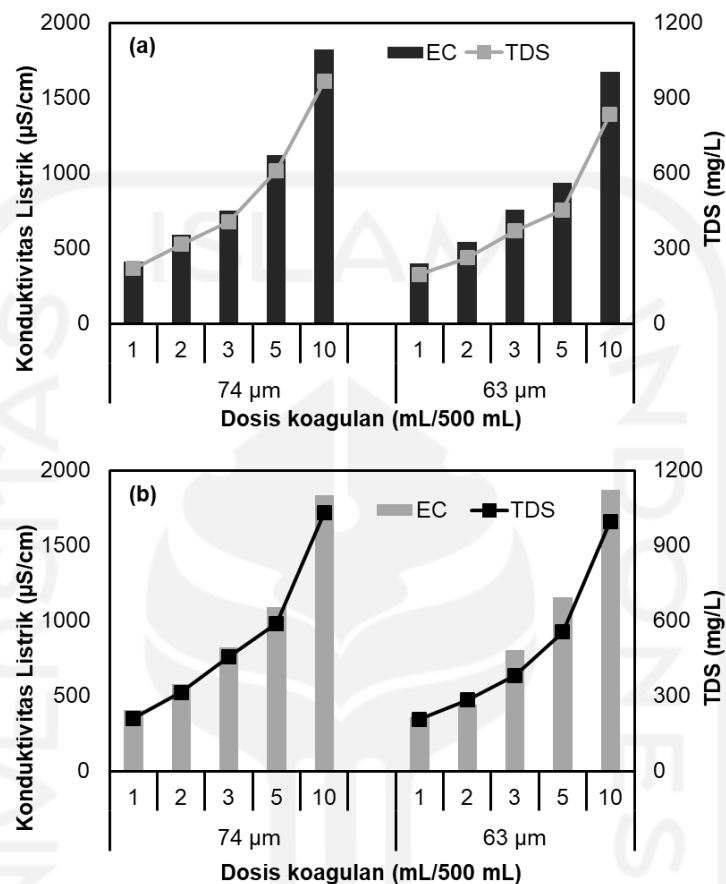 (a)
EC TDS
Konduktivitas Listrik (µS/cm)
2000
1500
1000
500
0
TDS (mg/L)
1200
900
600
300
0
1 2 3 5 10 1 2 3 5 10
74 µm 63 µm
Dosis koagulan (mL/500 mL)
(b)
EC TDS
Konduktivitas Listrik (µS/cm)
2000
1500
1000
500
0
TDS (mg/L)
1200
900
600
300
0
1 2 3 5 10 1 2 3 5 10
74 µm 63 µm
Dosis koagulan (mL/500 mL)
ISLAM
UNIVERSITAS
INDONES